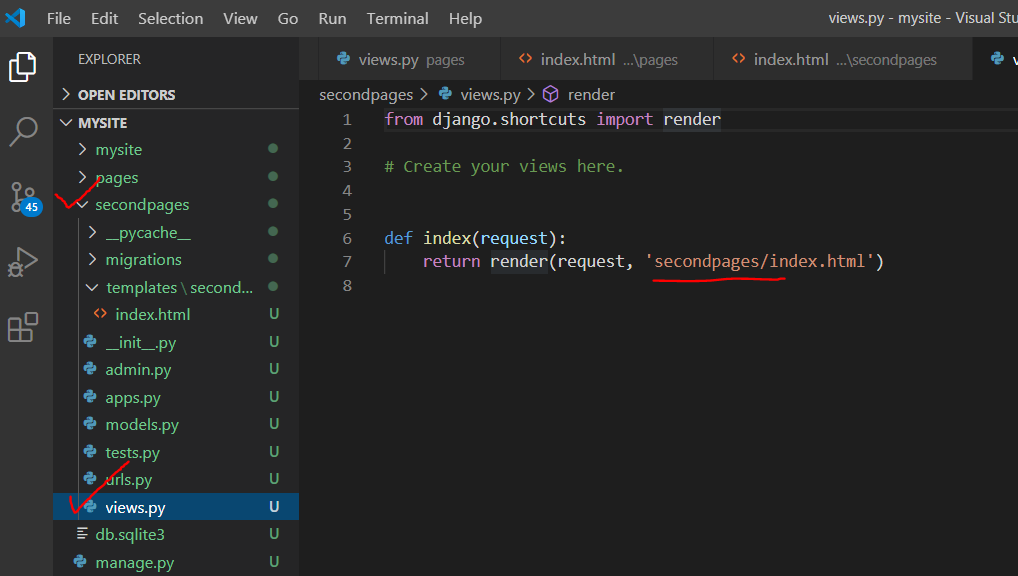 File Edit Selection View Go Run Terminal Help views.py - mysite - Visual Stu
EXPLORER
views.py pages
index.html ...\pages
index.html ...\secondpages
OPEN EDITORS
MYSITE
mysite
pages
secondpages
__pycache__
migrations
templates \ second...
index.html U
__init__.py U
admin.py U
apps.py U
models.py U
tests.py U
urls.py U
views.py U
db.sqlite3 U
manage.py U
45
secondpages > views.py > render
1 from django.shortcuts import render
2
3 # Create your views here.
4
5
6 def index(request):
7 return render(request, 'secondpages/index.html')
8